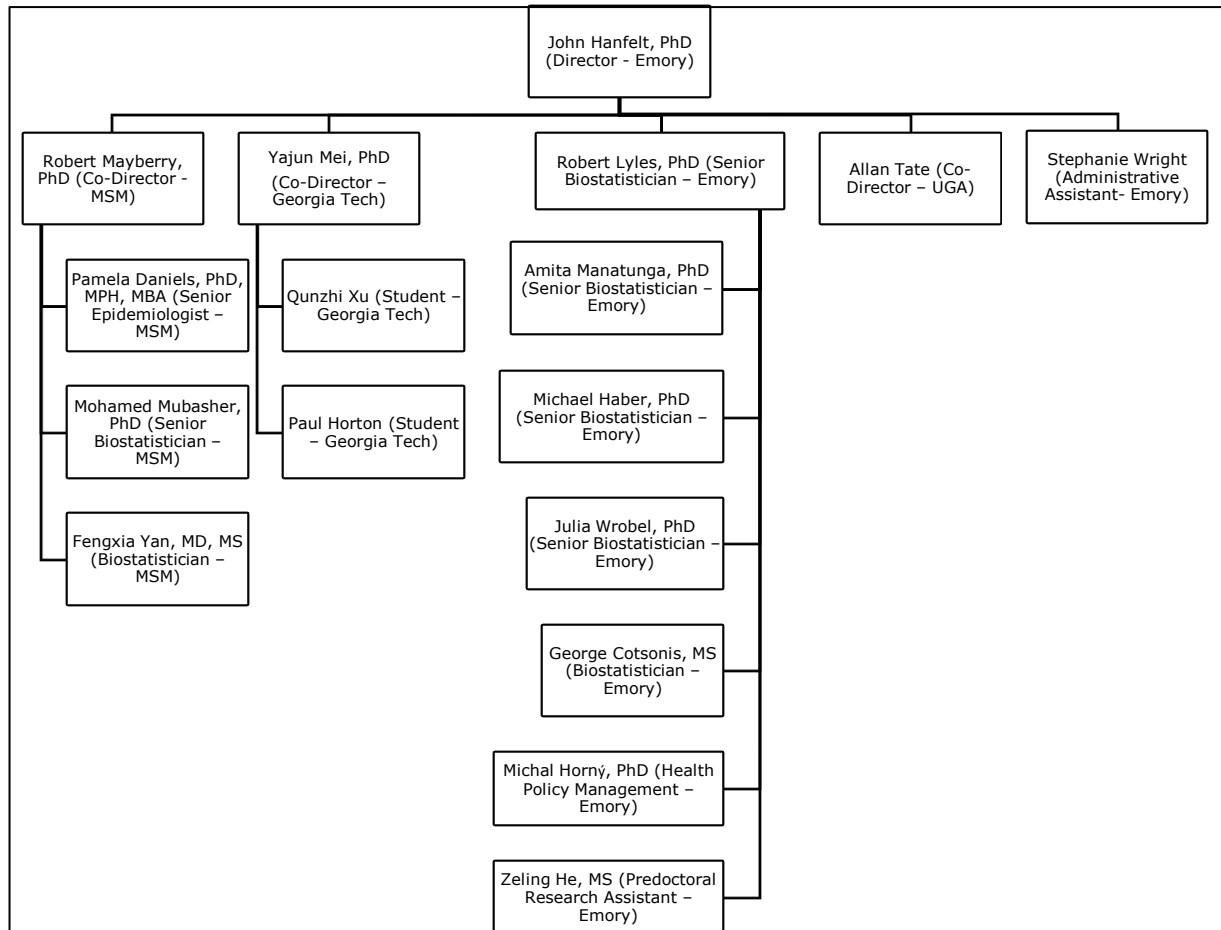 John Hanfelt, PhD
(Director - Emory)
Robert Mayberry,
PhD (Co-Director -
MSM)
Yajun Mei, PhD
(Co-Director –
Georgia Tech)
Robert Lyles, PhD (Senior
Biostatistician – Emory)
Allan Tate (Co-
Director – UGA)
Stephanie Wright
(Administrative
Assistant- Emory)
Pamela Daniels, PhD,
MPH, MBA (Senior
Epidemiologist –
MSM)
Mohamed Mubasher,
PhD (Senior
Biostatistician –
MSM)
Fengxia Yan, MD, MS
(Biostatistician –
MSM)
Qunzhi Xu (Student –
Georgia Tech)
Paul Horton (Student
– Georgia Tech)
Amita Manatunga, PhD
(Senior Biostatistician –
Emory)
Michael Haber, PhD
(Senior Biostatistician –
Emory)
Julia Wrobel, PhD
(Senior Biostatistician –
Emory)
George Cotsonis, MS
(Biostatistician –
Emory)
Michal Horný, PhD (Health
Policy Management –
Emory)
Zeling He, MS (Predoctoral
Research Assistant –
Emory)